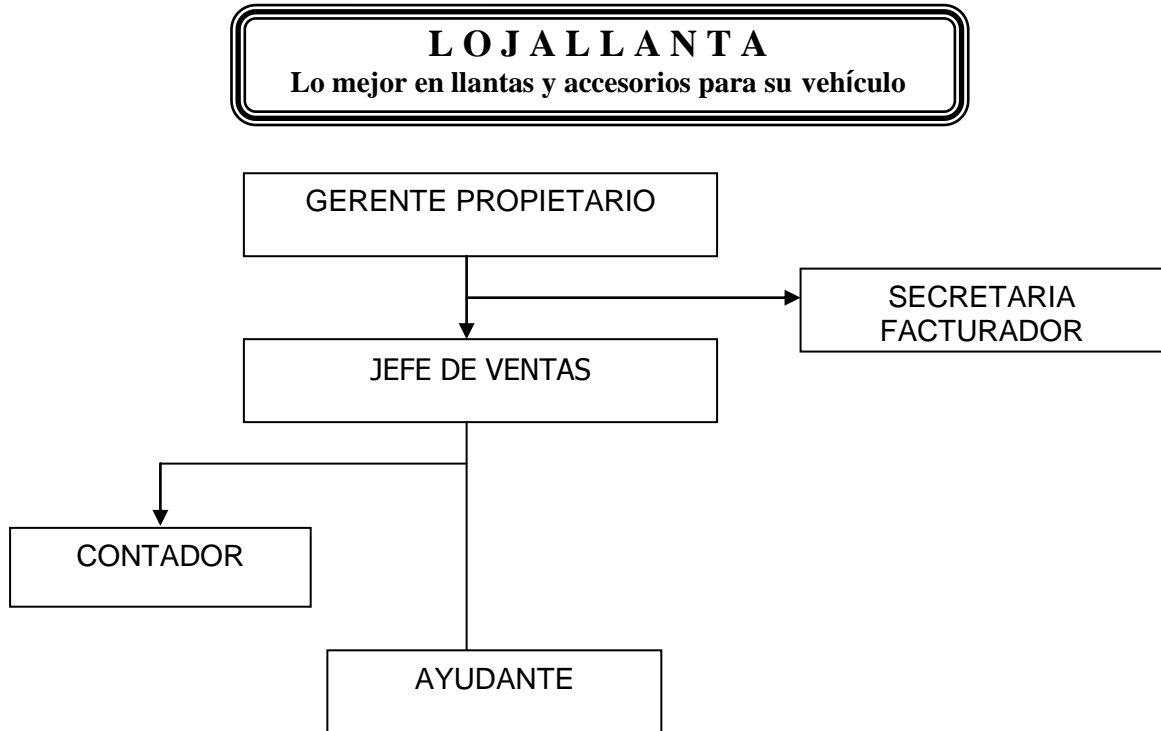 L O J A L L A N T A
Lo mejor en llantas y accesorios para su vehículo
GERENTE PROPIETARIO
SECRETARIA
FACTURADOR
JEFE DE VENTAS
CONTADOR
AYUDANTE